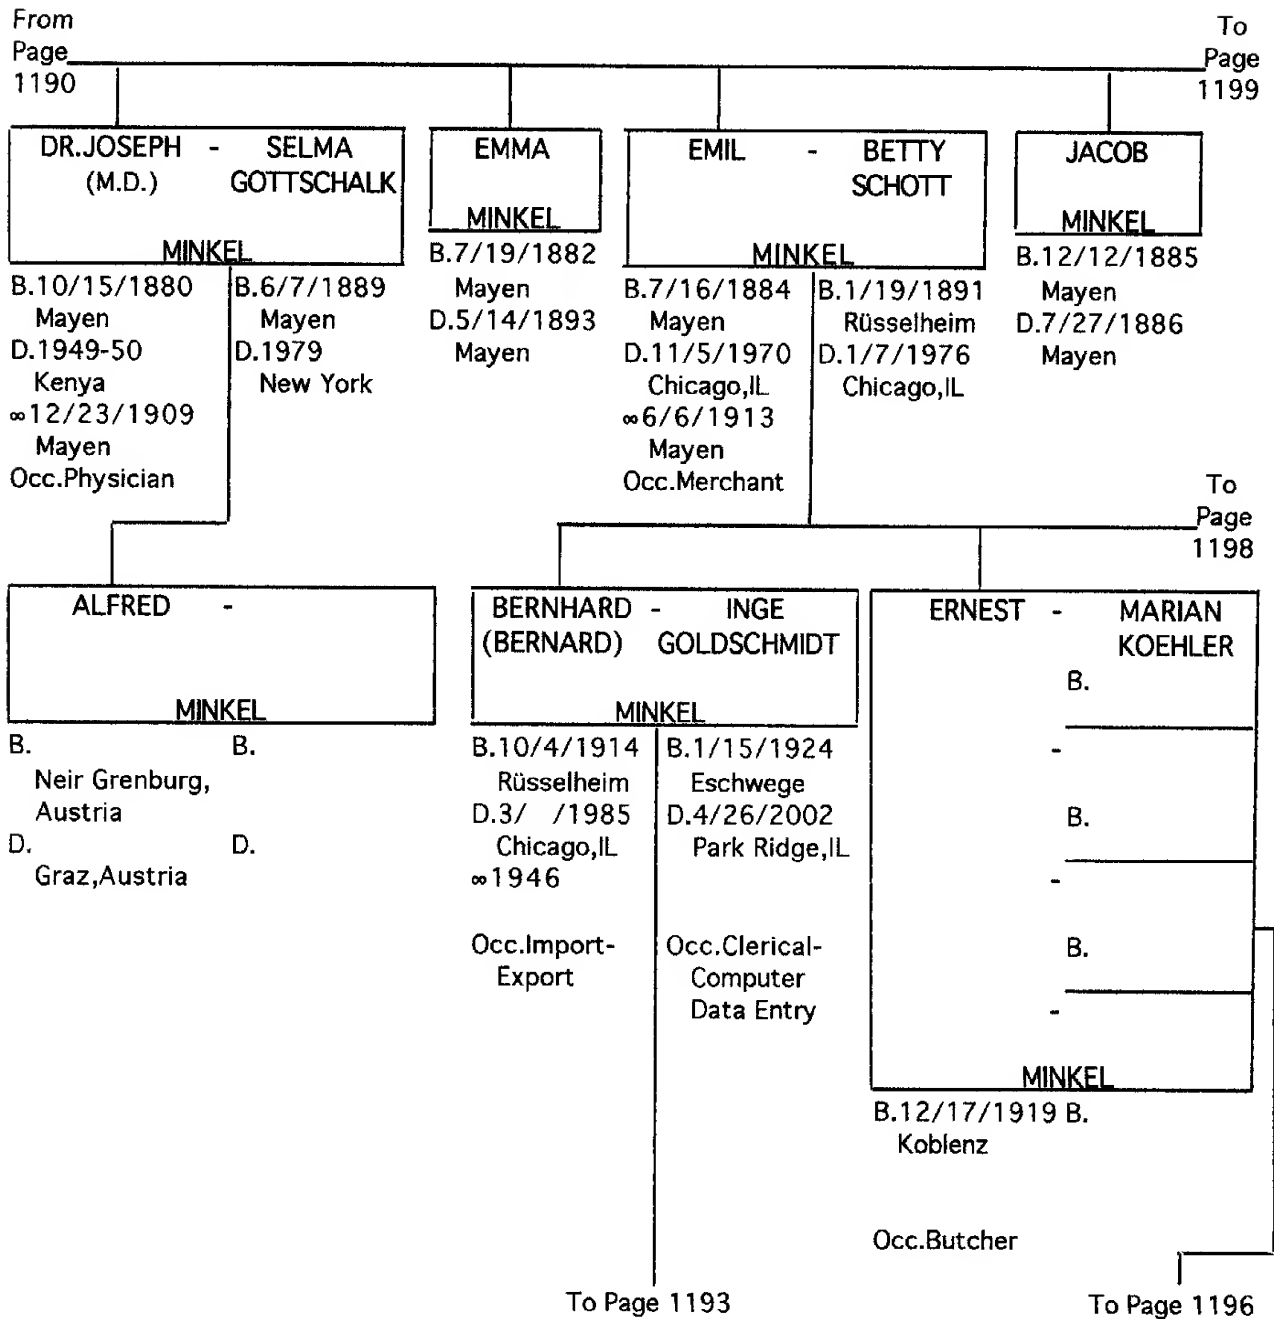 From
Page
1190
To
Page
1199
DR.JOSEPH - SELMA
(M.D.) GOTTSCHALK
MINKEL
B.10/15/1880 B.6/7/1889
Mayen Mayen
D.1949-50 D.1979
Kenya New York
∞12/23/1909
Mayen
Occ.Physician
EMMA
MINKEL
B.7/19/1882
Mayen
D.5/14/1893
Mayen
EMIL - BETTY
SCHOTT
MINKEL
B.7/16/1884 B.1/19/1891
Mayen Rüsselheim
D.11/5/1970 D.1/7/1976
Chicago,IL Chicago,IL
∞6/6/1913
Mayen
Occ.Merchant
JACOB
MINKEL
B.12/12/1885
Mayen
D.7/27/1886
Mayen
To
Page
1198
ALFRED -
MINKEL
B. B.
Neir Grenburg,
Austria
D. D.
Graz,Austria
BERNHARD - INGE
(BERNARD) GOLDSCHMIDT
MINKEL
B.10/4/1914 B.1/15/1924
Rüsselheim Eschwege
D.3/ /1985 D.4/26/2002
Chicago,IL Park Ridge,IL
∞1946
Occ.Import- Occ.Clerical-
Export Computer
Data Entry
ERNEST - MARIAN
KOEHLER
B.
-
B.
-
B.
-
MINKEL
B.12/17/1919 B.
Koblenz
Occ.Butcher
To Page 1193
To Page 1196